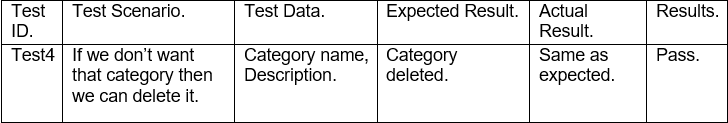 Test ID. Test Scenario. Test Data. Expected Result. Actual Result. Results.
Test4 If we don’t want that category then we can delete it. Category name, Description. Category deleted. Same as expected. Pass.